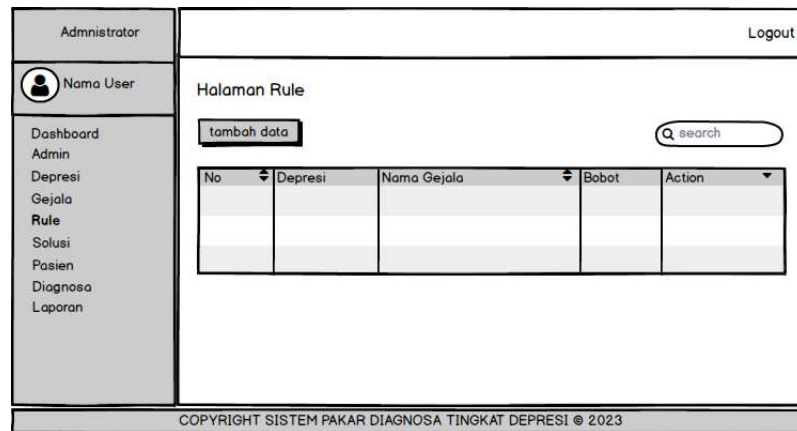 Admnistrator
Logout
Nama User
Halaman Rule
tambah data
search
Dashboard
Admin
Depresi
Gejala
Rule
Solusi
Pasien
Diagnosa
Laporan
No Depresi Nama Gejala Bobot Action
COPYRIGHT SISTEM PAKAR DIAGNOSA TINGKAT DEPRESI © 2023